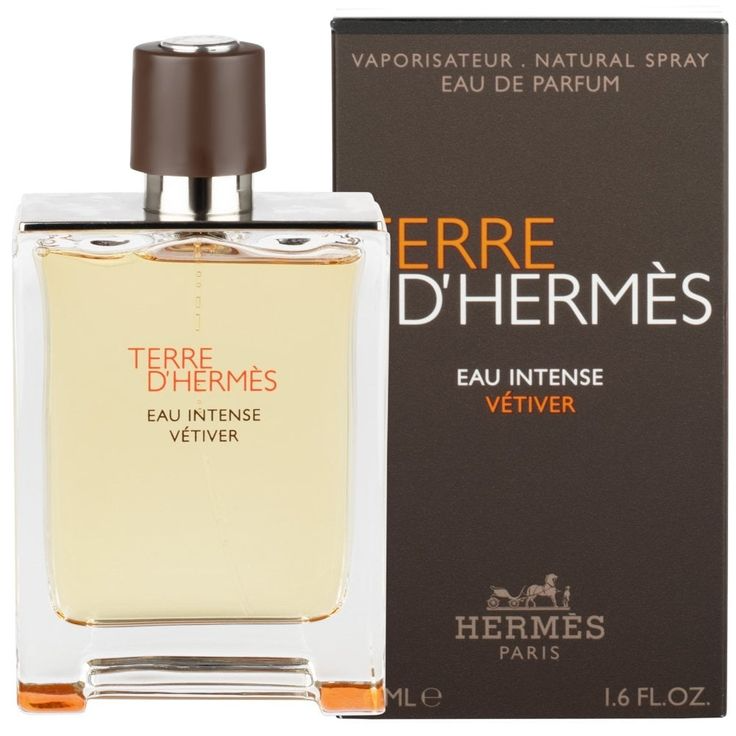 TERRE
D'HERMÈS
EAU INTENSE
VÉTIVER
VAPORISATEUR . NATURAL SPRAY
EAU DE PARFUM
TERRE
D'HERMÈS
EAU INTENSE
VÉTIVER
HERMÈS
PARIS
ML e 1.6 FL.OZ.